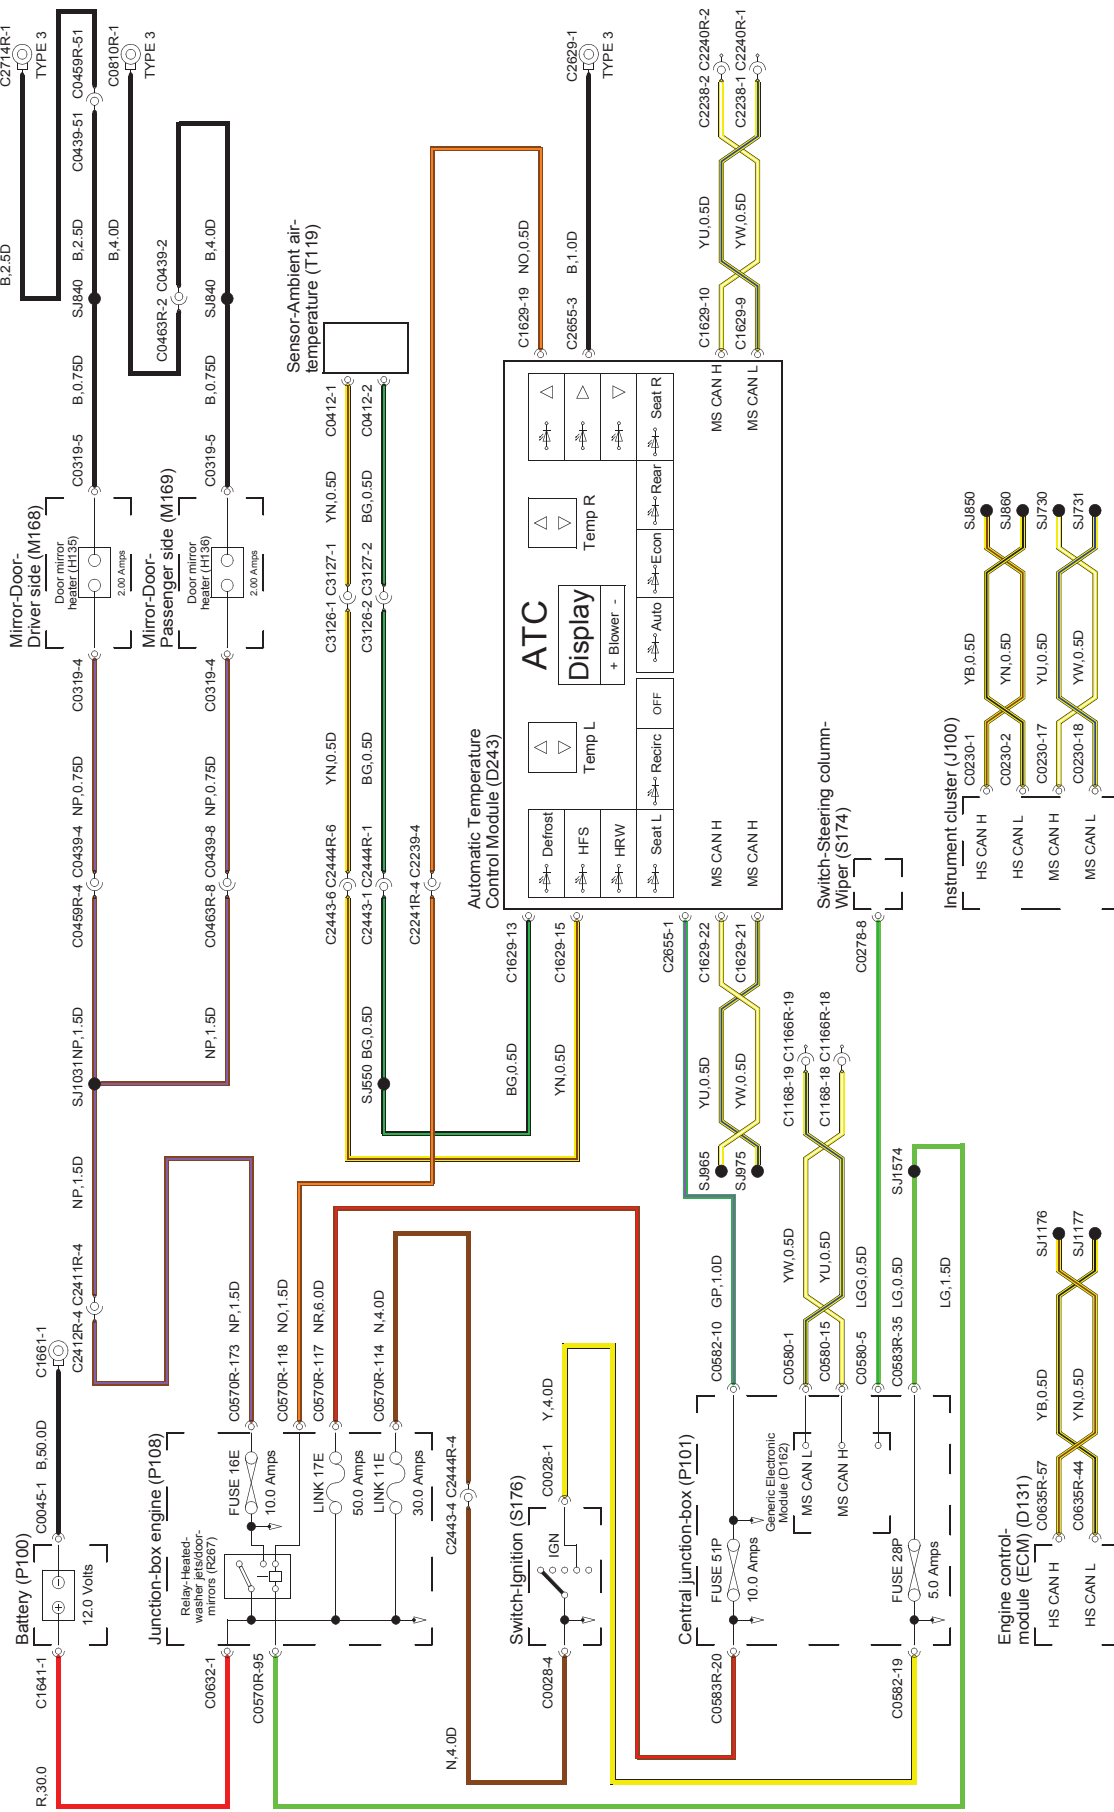 C2714R-1
TYPE 3
B,2.5D
C0459R-51
C0439-51
B,2.5D
SJ840
B,0.75D
C0319-5
Mirror-Door-
Driver side (M168)
Door mirror
heater (H135)
2.00 Amps
C0319-4
NP,0.75D
C0439-4
C0459R-4
NP,1.5D
SJ1031
NP,1.5D
C2411R-4
C2412R-4
C0810R-1
TYPE 3
B,4.0D
C0463R-2
C0439-2
B,4.0D
SJ840
B,0.75D
C0319-5
Mirror-Door-
Passenger side (M169)
Door mirror
heater (H136)
2.00 Amps
C0319-4
NP,0.75D
C0439-8
C0463R-8
NP,1.5D
Sensor-Ambient air-
temperature (T119)
C0412-1
YN,0.5D
C3127-1
C3126-1
YN,0.5D
C2444R-6
C2443-6
C0412-2
BG,0.5D
C3127-2
C3126-2
BG,0.5D
C2444R-1
C2443-1
BG,0.5D
SJ550
C2239-4
C2241R-4
C1629-19
NO,0.5D
C2629-1
TYPE 3
B,1.0D
C2655-3
C2240R-2
C2238-2
C2240R-1
C2238-1
YU,0.5D
YW,0.5D
C1629-10
C1629-9
Automatic Temperature
Control Module (D243)
MS CAN H
MS CAN L
ATC
Display
+ Blower -
Temp L
Temp R
Defrost
HFS
HRW
Seat L
Recirc
OFF
Auto
Econ
Rear
Seat R
MS CAN H
MS CAN H
C1629-13
BG,0.5D
C1629-15
YN,0.5D
C2655-1
C1629-22
C1629-21
YU,0.5D
YW,0.5D
SJ965
SJ975
GP,1.0D
C0582-10
Switch-Steering column-
Wiper (S174)
C0278-8
C1166R-19
C1168-19
C1166R-18
C1168-18
YW,0.5D
YU,0.5D
C0580-1
C0580-15
LGG,0.5D
C0580-5
SJ1574
LG,0.5D
C0583R-35
LG,1.5D
Instrument cluster (J100)
HS CAN H
HS CAN L
MS CAN H
MS CAN L
C0230-1
C0230-2
C0230-17
C0230-18
YB,0.5D
YN,0.5D
YU,0.5D
YW,0.5D
SJ850
SJ860
SJ730
SJ731
Battery (P100)
12.0 Volts
C0045-1
B,50.0D
C1661-1
C1641-1
R,30.0
Junction-box engine (P108)
Relay-Heated-
washer jets/door-
mirrors (R267)
FUSE 16E
10.0 Amps
LINK 17E
50.0 Amps
LINK 11E
30.0 Amps
C0570R-173
NP,1.5D
C0570R-118
NO,1.5D
C0570R-117
NR,6.0D
C0570R-114
N,4.0D
C0632-1
C0570R-95
C2444R-4
C2443-4
N,4.0D
Switch-Ignition (S176)
IGN
C0028-1
Y,4.0D
C0028-4
Central junction-box (P101)
FUSE 51P
10.0 Amps
Generic Electronic
Module (D162)
MS CAN L
MS CAN H
FUSE 28P
5.0 Amps
C0583R-20
C0582-19
Engine control-
module (ECM) (D131)
HS CAN H
HS CAN L
C0635R-57
C0635R-44
YB,0.5D
YN,0.5D
SJ1176
SJ1177